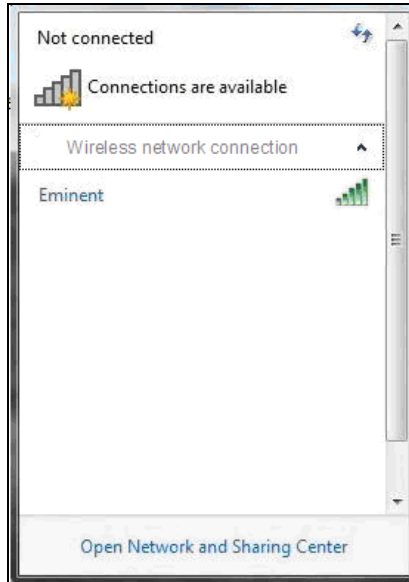 Not connected
Connections are available
Wireless network connection
Eminent
Open Network and Sharing Center